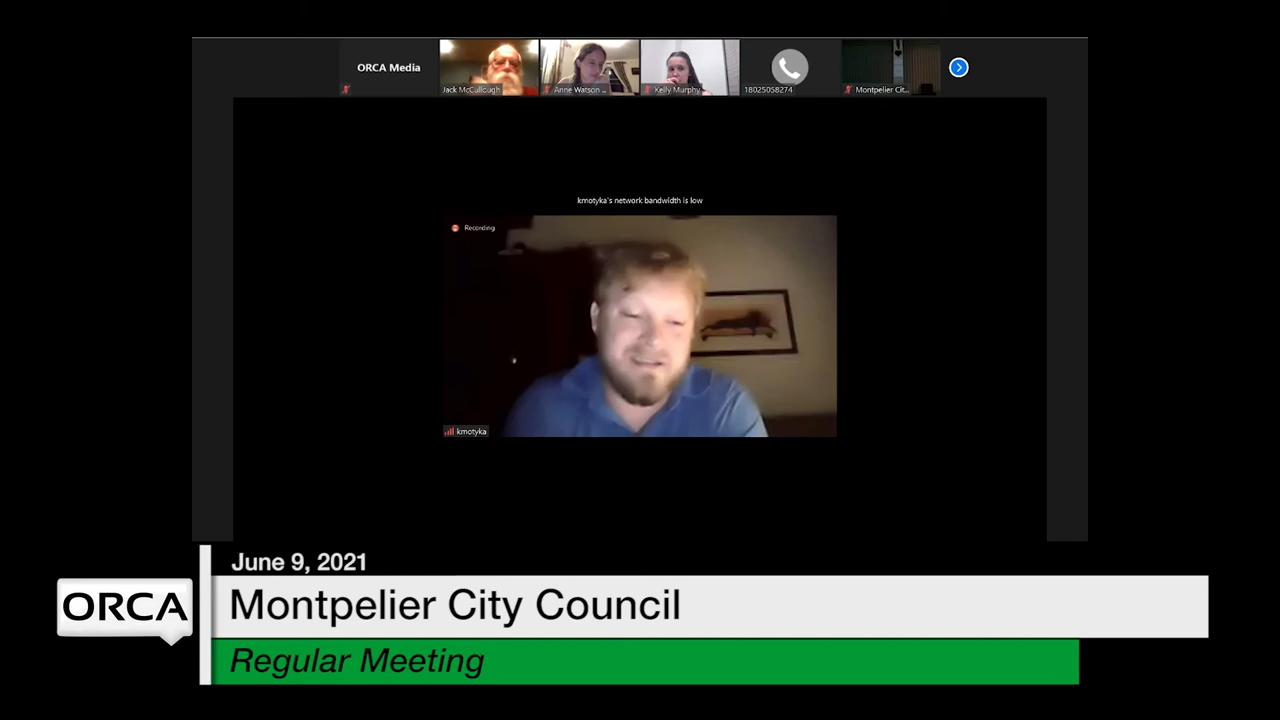 ORCA Media
Jack McCullough
Anne Watson ...
Kelly Murphy
18025058274
Montpelier Cit...
kmotyka's network bandwidth is low
Recording
kmotyka
June 9, 2021
ORCA
Montpelier City Council
Regular Meeting